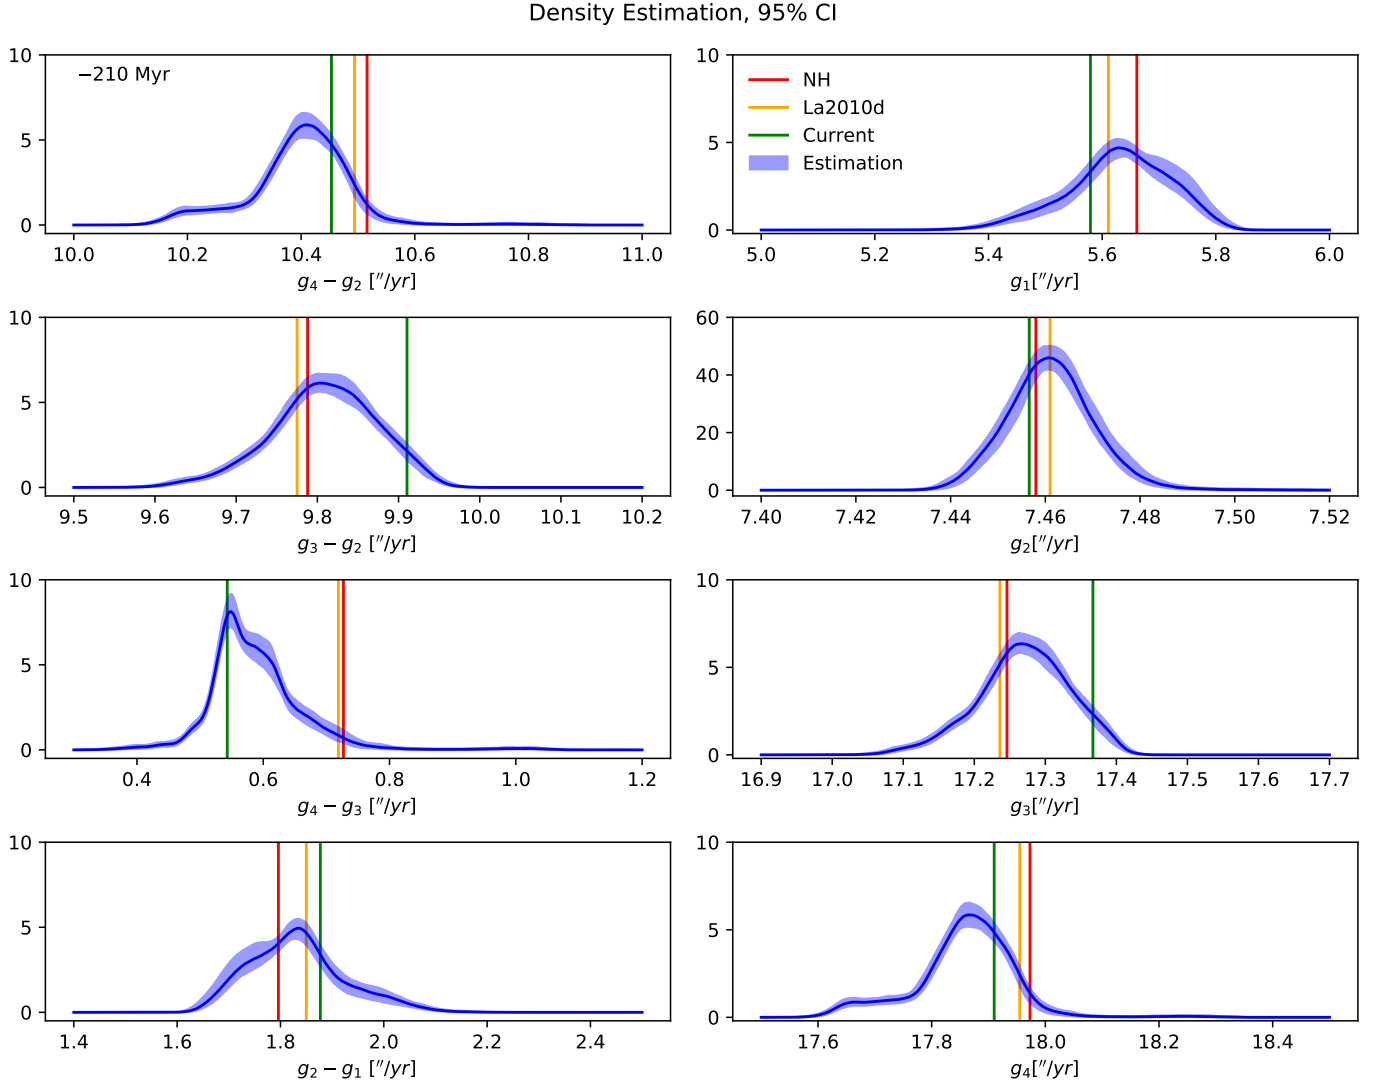 Density Estimation, 95% CI
10
5
0
−210 Myr
10.0 10.2 10.4 10.6 10.8 11.0
g4 − g2 [″/yr]
10
5
0
NH
La2010d
Current
Estimation
5.0 5.2 5.4 5.6 5.8 6.0
g1[″/yr]
10
5
0
9.5 9.6 9.7 9.8 9.9 10.0 10.1 10.2
g3 − g2 [″/yr]
60
40
20
0
7.40 7.42 7.44 7.46 7.48 7.50 7.52
g2[″/yr]
10
5
0
0.4 0.6 0.8 1.0 1.2
g4 − g3 [″/yr]
10
5
0
16.9 17.0 17.1 17.2 17.3 17.4 17.5 17.6 17.7
g3[″/yr]
10
5
0
1.4 1.6 1.8 2.0 2.2 2.4
g2 − g1 [″/yr]
10
5
0
17.6 17.8 18.0 18.2 18.4
g4[″/yr]